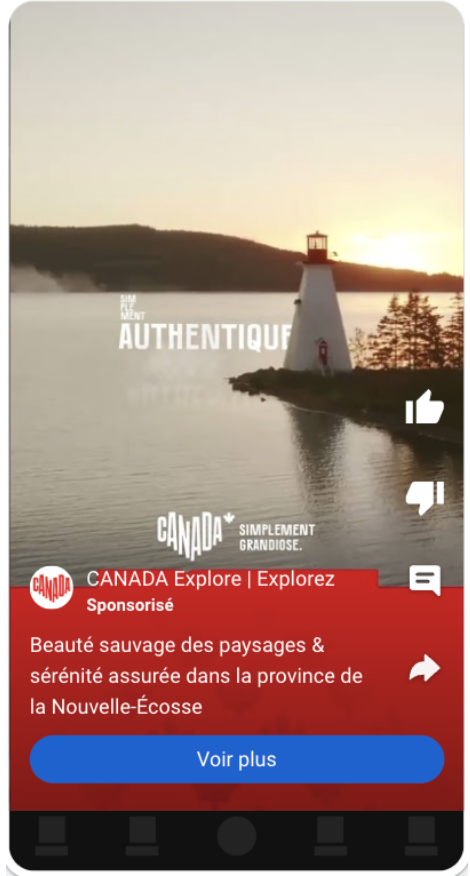 SIM
PLE
MENT
AUTHENTIQUE
CANADA SIMPLEMENT
GRANDIOSE.
CANADA
CANADA Explore | Explorez
Sponsorisé
Beauté sauvage des paysages &
sérénité assurée dans la province de
la Nouvelle-Écosse
Voir plus